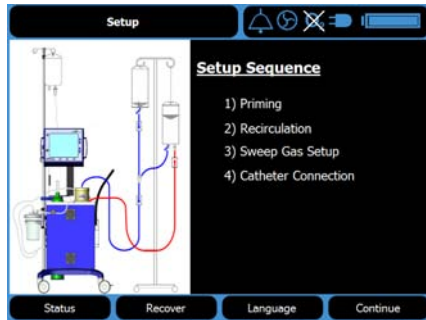 Setup
Setup Sequence
1) Priming
2) Recirculation
3) Sweep Gas Setup
4) Catheter Connection
Status
Recover
Language
Continue